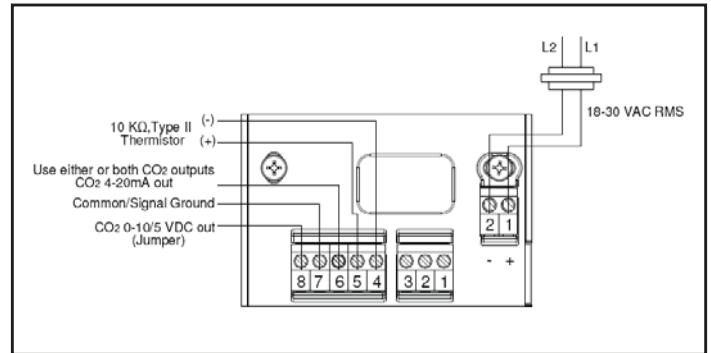 L2 L1
18-30 VAC RMS
10 KΩ,Type II (-)
Thermistor (+)
Use either or both CO2 outputs
CO2 4-20mA out
Common/Signal Ground
CO2 0-10/5 VDC out
(Jumper)
2 1
- +
8 7 6 5 4 3 2 1